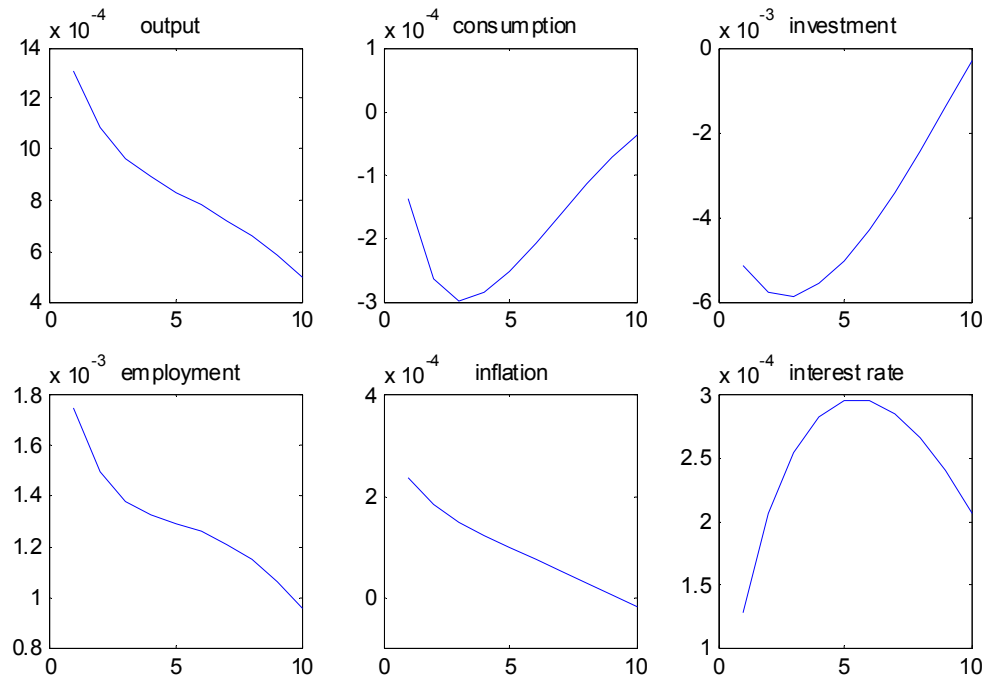 x 10-4 output
14
12
10
8
6
4
0 5 10
x 10-4 consumption
1
0
-1
-2
-3
0 5 10
x 10-3 investment
0
-2
-4
-6
0 5 10
x 10-3 employment
1.8
1.6
1.4
1.2
1
0.8
0 5 10
x 10-4 inflation
4
2
0
0 5 10
x 10-4 interest rate
3
2.5
2
1.5
1
0 5 10